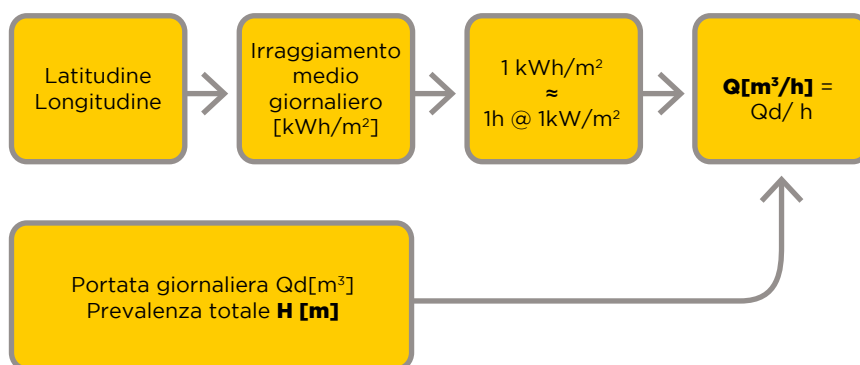 Latitudine
Longitudine
Irraggiamento
medio
giornaliero
[kWh/m²]
1 kWh/m²
≈
1h @ 1kW/m²
Q[m³/h] =
Qd/ h
Portata giornaliera Qd[m³]
Prevalenza totale H [m]